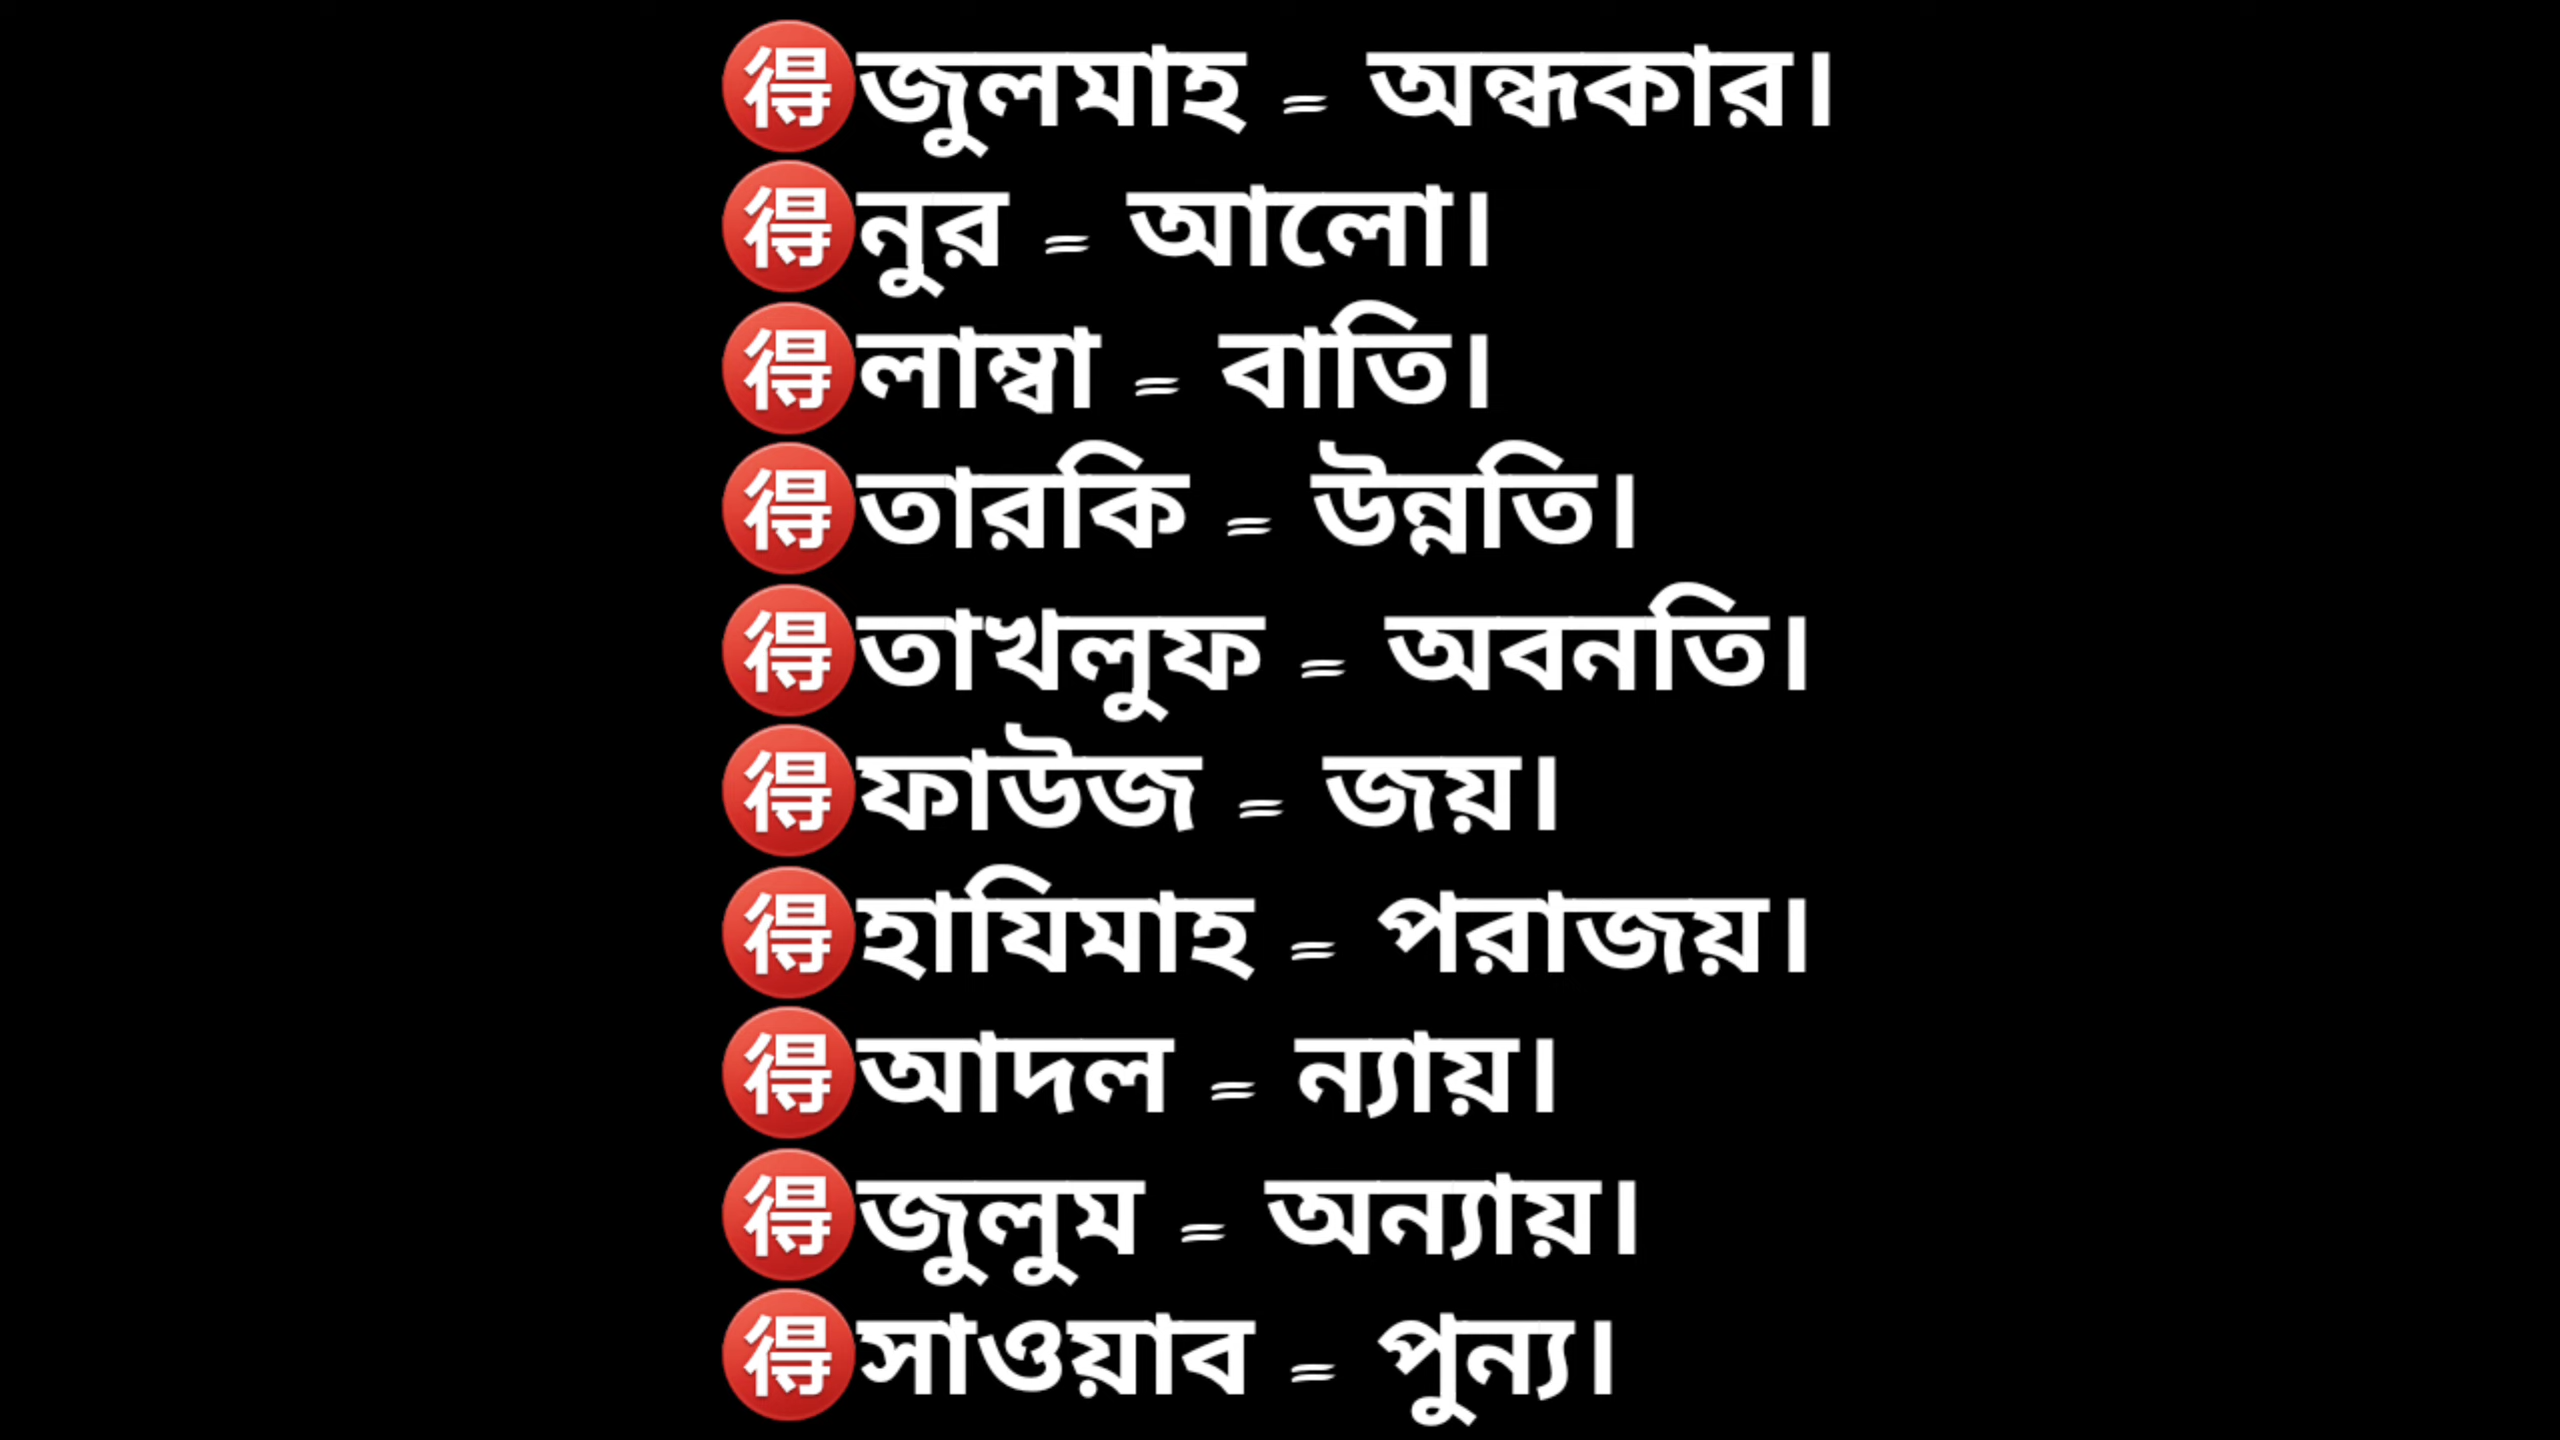 🉐জুলমাহ = অন্ধকার।
🉐নুর = আলো।
🉐লাম্বা = বাতি।
🉐তারকি = উন্নতি।
🉐তাখলুফ = অবনতি।
🉐ফাউজ = জয়।
🉐হাযিমাহ = পরাজয়।
🉐আদল = ন্যায়।
🉐জুলুম = অন্যায়।
🉐সাওয়াব = পুন্য।